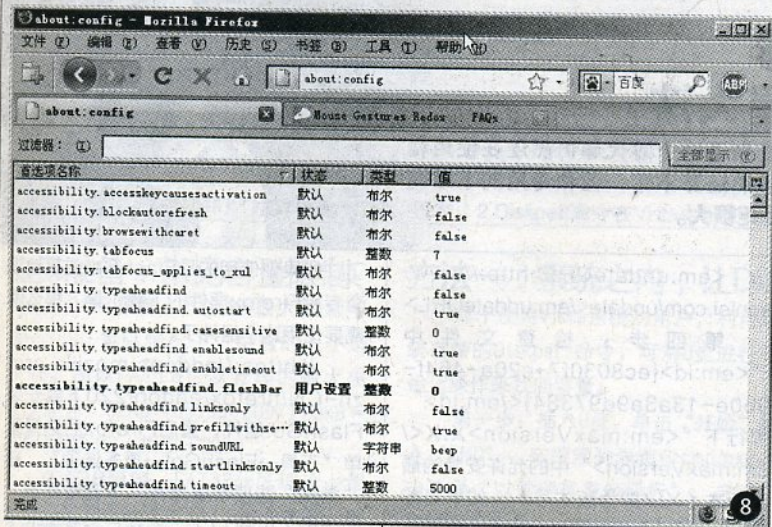 about:config - Mozilla Firefox
文件 (F) 编辑 (E) 查看 (V) 历史 (S) 书签 (B) 工具 (T) 帮助 (H)
about:config 百度 ABP
about:config Mouse Gestures Redox :: FAQs
过滤器: (I) 全部显示 (W)
首选项名称 状态 类型 值
accessibility.accesskeycausesactivation 默认 布尔 true
accessibility.blockautorefresh 默认 布尔 false
accessibility.browsewithcaret 默认 布尔 false
accessibility.tabfocus 默认 整数 7
accessibility.tabfocus_applies_to_xul 默认 布尔 false
accessibility.typeaheadfind 默认 布尔 false
accessibility.typeaheadfind.autostart 默认 布尔 true
accessibility.typeaheadfind.casesensitive 默认 整数 0
accessibility.typeaheadfind.enablesound 默认 布尔 true
accessibility.typeaheadfind.enabletimeout 默认 布尔 true
accessibility.typeaheadfind.flashBar 用户设置 整数
accessibility.typeaheadfind.linksonly 默认 布尔 false
accessibility.typeaheadfind.prefillwithse… 默认 布尔 true
accessibility.typeaheadfind.soundURL 默认 字符串 beep
accessibility.typeaheadfind.startlinksonly 默认 布尔 false
accessibility.typeaheadfind.timeout 默认 整数 5000
完成
8